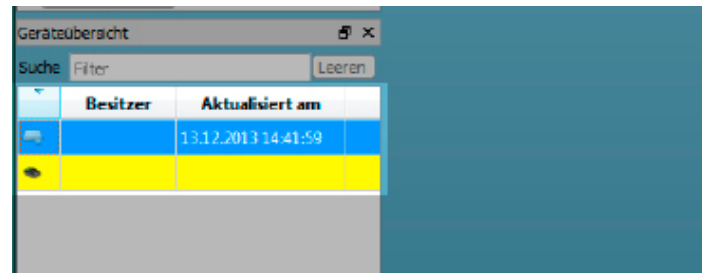 Geräteübersicht
Suche Filter Leeren
Besitzer Aktualisiert am
13.12.2013 14:41:59